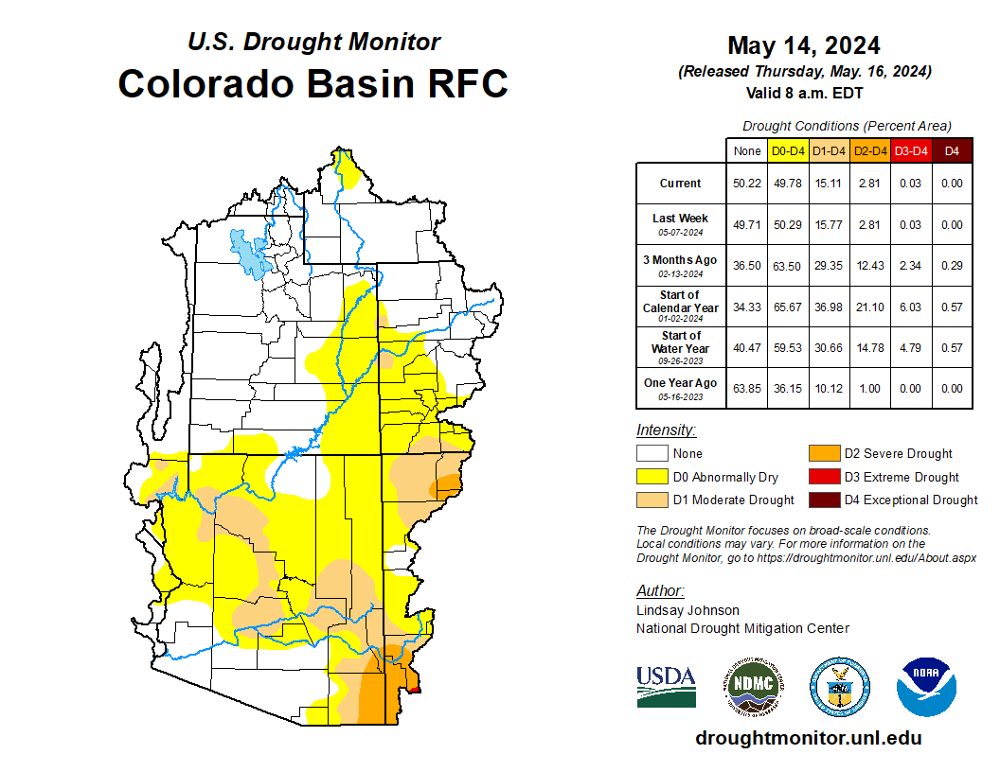 U.S. Drought Monitor
Colorado Basin RFC
May 14, 2024
(Released Thursday, May. 16, 2024)
Valid 8 a.m. EDT
Drought Conditions (Percent Area)
None D0-D4 D1-D4 D2-D4 D3-D4 D4
Current 50.22 49.78 15.11 2.81 0.03 0.00
Last Week
05-07-2024 49.71 50.29 15.77 2.81 0.03 0.00
3 Months Ago
02-13-2024 36.50 63.50 29.35 12.43 2.34 0.29
Start of
Calendar Year
01-02-2024 34.33 65.67 36.98 21.10 6.03 0.57
Start of
Water Year
09-26-2023 40.47 59.53 30.66 14.78 4.79 0.57
One Year Ago
05-16-2023 63.85 36.15 10.12 1.00 0.00 0.00
Intensity:
None
D0 Abnormally Dry
D1 Moderate Drought
D2 Severe Drought
D3 Extreme Drought
D4 Exceptional Drought
The Drought Monitor focuses on broad-scale conditions.
Local conditions may vary. For more information on the
Drought Monitor, go to https://droughtmonitor.unl.edu/About.aspx
Author:
Lindsay Johnson
National Drought Mitigation Center
USDA
NDMC
NOAA
droughtmonitor.unl.edu